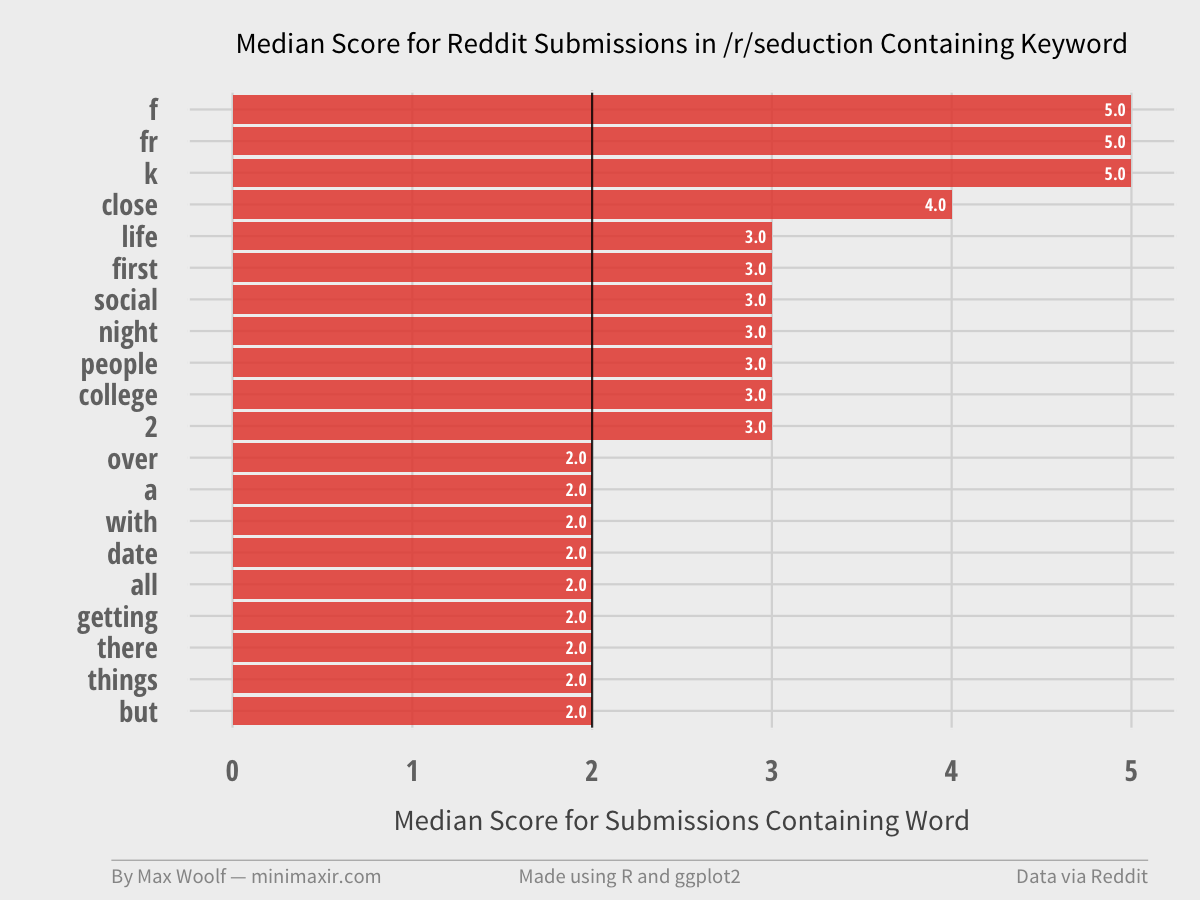 Median Score for Reddit Submissions in /r/seduction Containing Keyword
f 5.0
fr 5.0
k 5.0
close 4.0
life 3.0
first 3.0
social 3.0
night 3.0
people 3.0
college 3.0
2 3.0
over 2.0
a 2.0
with 2.0
date 2.0
all 2.0
getting 2.0
there 2.0
things 2.0
but 2.0
0 1 2 3 4 5
Median Score for Submissions Containing Word
By Max Woolf — minimaxir.com Made using R and ggplot2 Data via Reddit